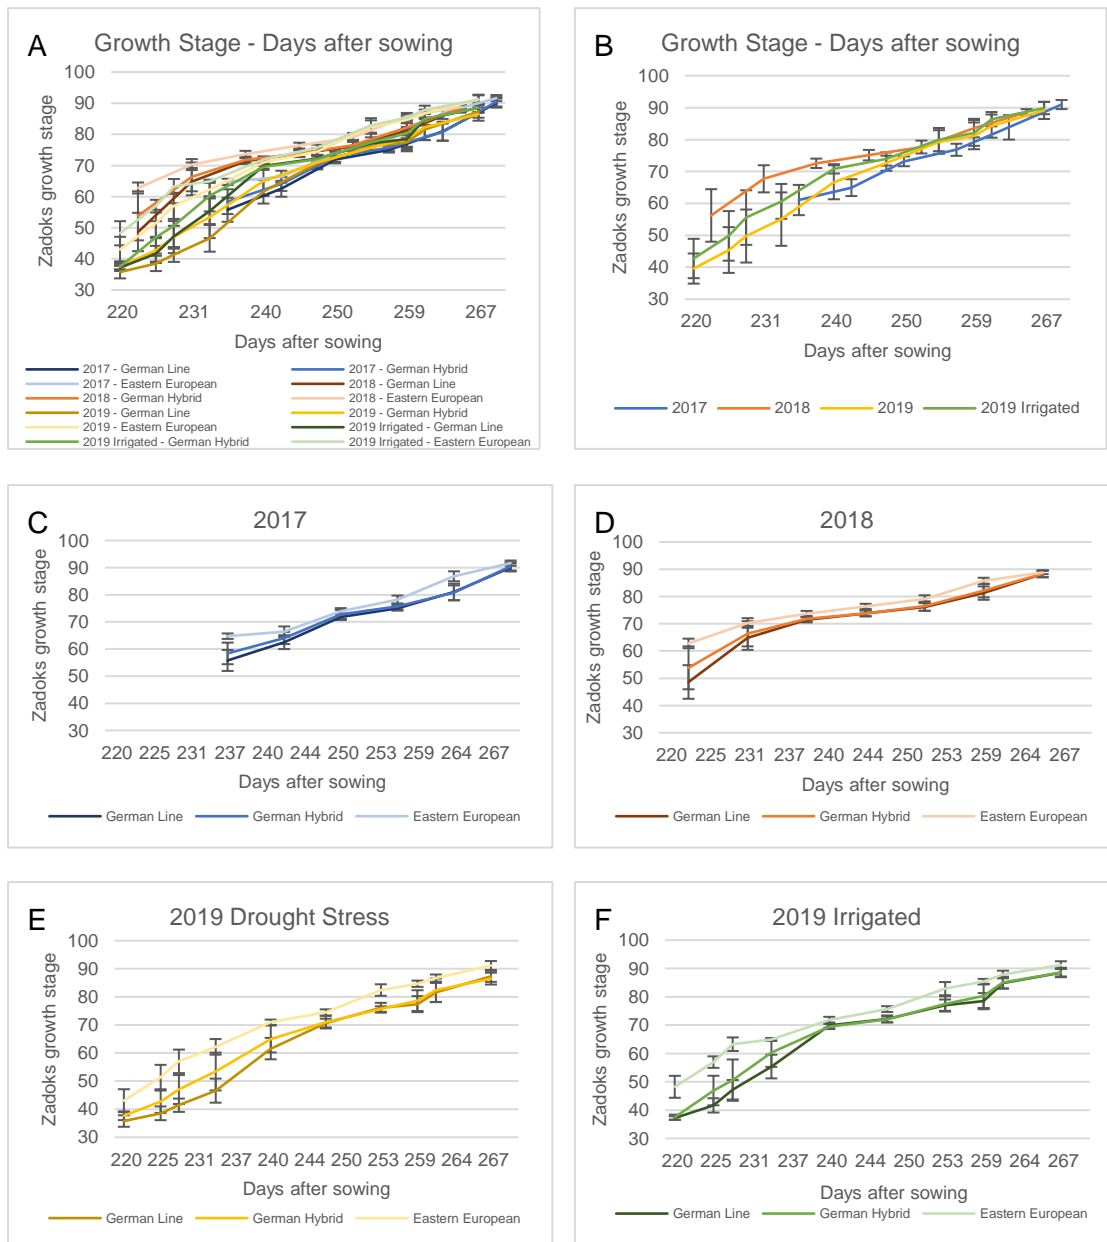 A
Growth Stage - Days after sowing
Zadoks growth stage
100
90
80
70
60
50
40
30
220 231 240 250 259 267
Days after sowing
2017 - German Line 2017 - German Hybrid
2017 - Eastern European 2018 - German Line
2018 - German Hybrid 2018 - Eastern European
2019 - German Line 2019 - German Hybrid
2019 - Eastern European 2019 Irrigated - German Line
2019 Irrigated - German Hybrid 2019 Irrigated - Eastern European
B
Growth Stage - Days after sowing
Zadoks growth stage
100
90
80
70
60
50
40
30
220 231 240 250 259 267
Days after sowing
2017 2018 2019 2019 Irrigated
C
2017
Zadoks growth stage
100
90
80
70
60
50
40
30
220 225 231 237 240 244 250 253 259 264 267
Days after sowing
German Line German Hybrid Eastern European
D
2018
Zadoks growth stage
100
90
80
70
60
50
40
30
220 225 231 237 240 244 250 253 259 264 267
Days after sowing
German Line German Hybrid Eastern European
E
2019 Drought Stress
Zadoks growth stage
100
90
80
70
60
50
40
30
220 225 231 237 240 244 250 253 259 264 267
Days after sowing
German Line German Hybrid Eastern European
F
2019 Irrigated
Zadoks growth stage
100
90
80
70
60
50
40
30
220 225 231 237 240 244 250 253 259 264 267
Days after sowing
German Line German Hybrid Eastern European